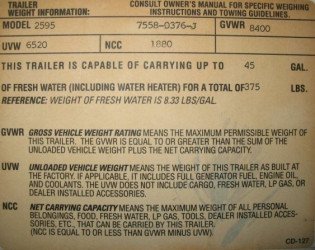 TRAILER
WEIGHT INFORMATION:
CONSULT OWNER'S MANUAL FOR SPECIFIC WEIGHING
INSTRUCTIONS AND TOWING GUIDELINES.
MODEL 2595 7558-0376-J GVWR 8400
UVW 6520 NCC 1880
THIS TRAILER IS CAPABLE OF CARRYING UP TO 45 GAL.
OF FRESH WATER (INCLUDING WATER HEATER) FOR A TOTAL OF 375 LBS.
REFERENCE: WEIGHT OF FRESH WATER IS 8.33 LBS/GAL.
GVWR GROSS VEHICLE WEIGHT RATING MEANS THE MAXIMUM PERMISSIBLE WEIGHT OF
THIS TRAILER. THE GVWR IS EQUAL TO OR GREATER THAN THE SUM OF THE
UNLOADED VEHICLE WEIGHT PLUS THE NET CARRYING CAPACITY.
UVW UNLOADED VEHICLE WEIGHT MEANS THE WEIGHT OF THIS TRAILER AS BUILT AT
THE FACTORY. IF APPLICABLE, IT INCLUDES FULL GENERATOR FUEL, ENGINE OIL,
AND COOLANTS. THE UVW DOES NOT INCLUDE CARGO, FRESH WATER, LP GAS, OR
DEALER INSTALLED ACCESSORIES.
NCC NET CARRYING CAPACITY MEANS THE MAXIMUM WEIGHT OF ALL PERSONAL
BELONGINGS, FOOD, FRESH WATER, LP GAS, TOOLS, DEALER INSTALLED ACCES-
SORIES, ETC., THAT CAN BE CARRIED BY THIS TRAILER.
(NCC IS EQUAL TO OR LESS THAN GVWR MINUS UVW).
CD-127